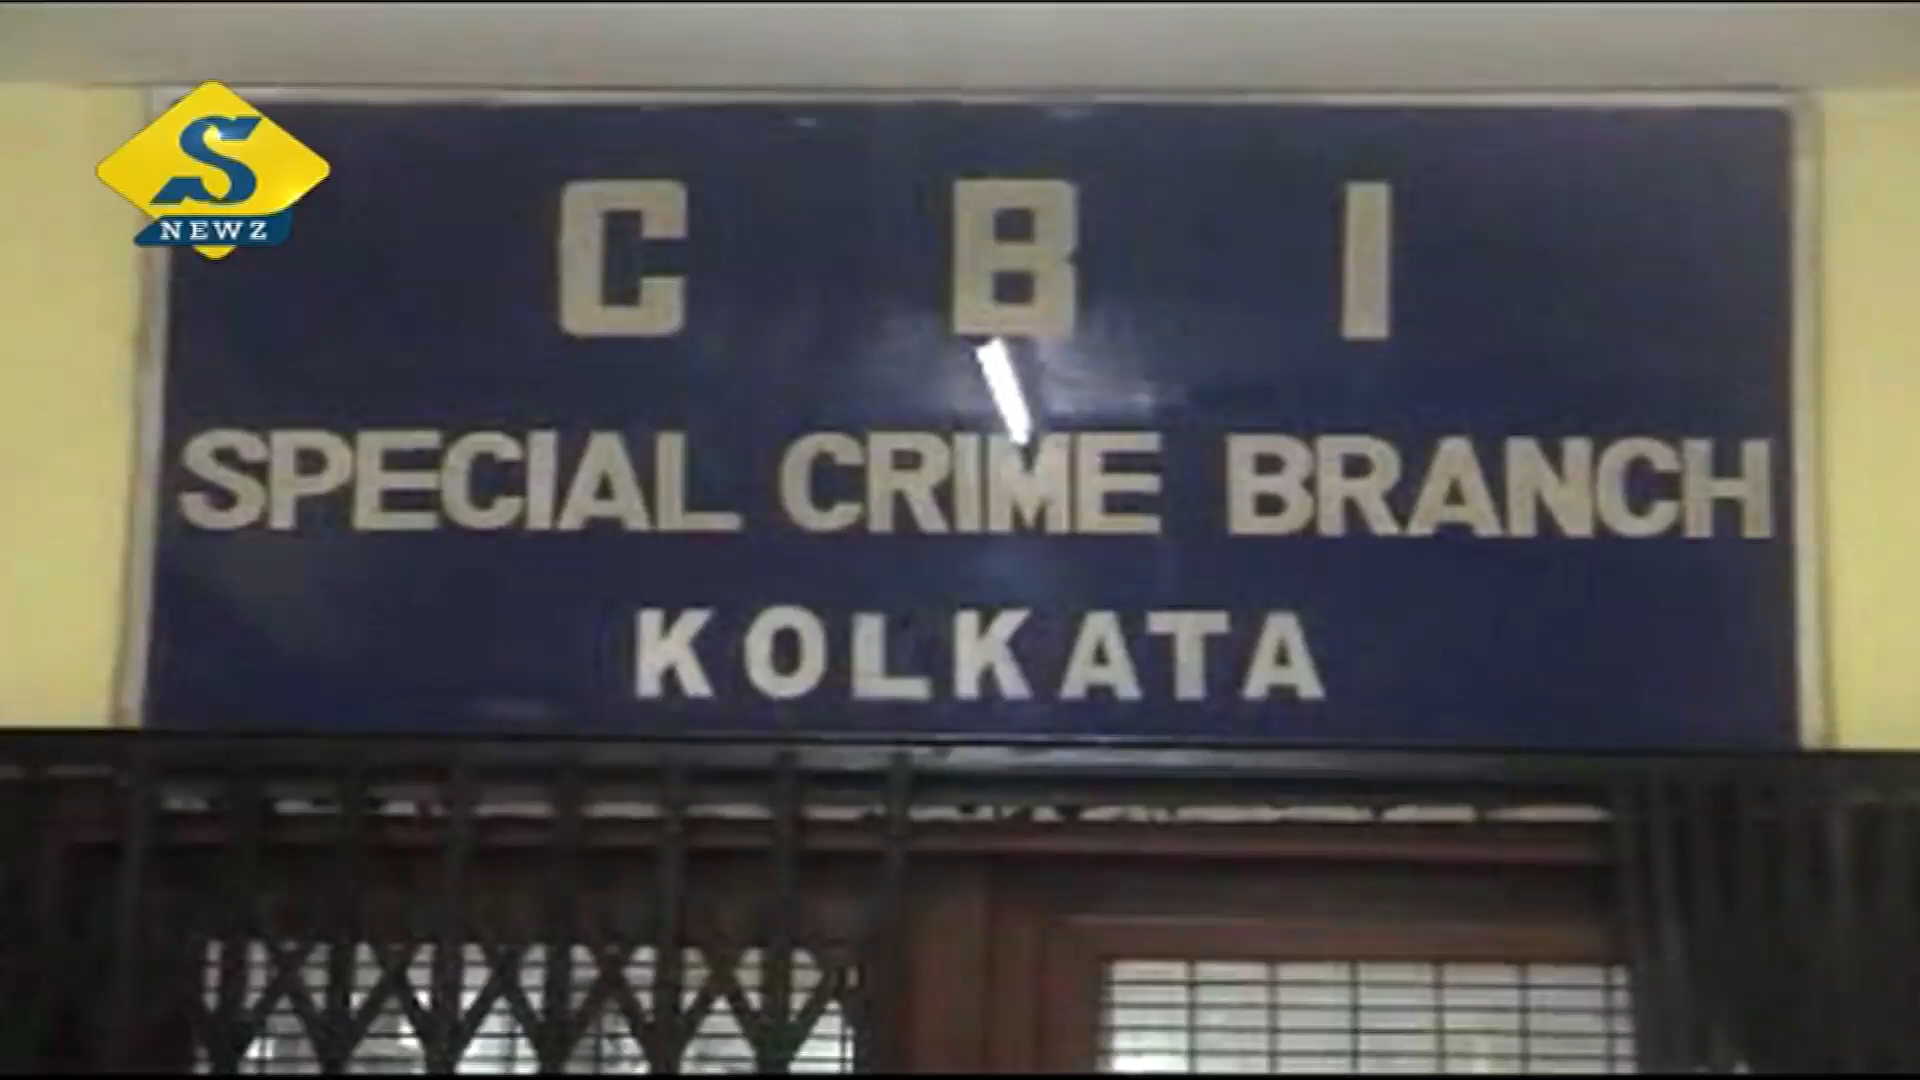 S
NEWZ
C B I
SPECIAL CRIME BRANCH
KOLKATA